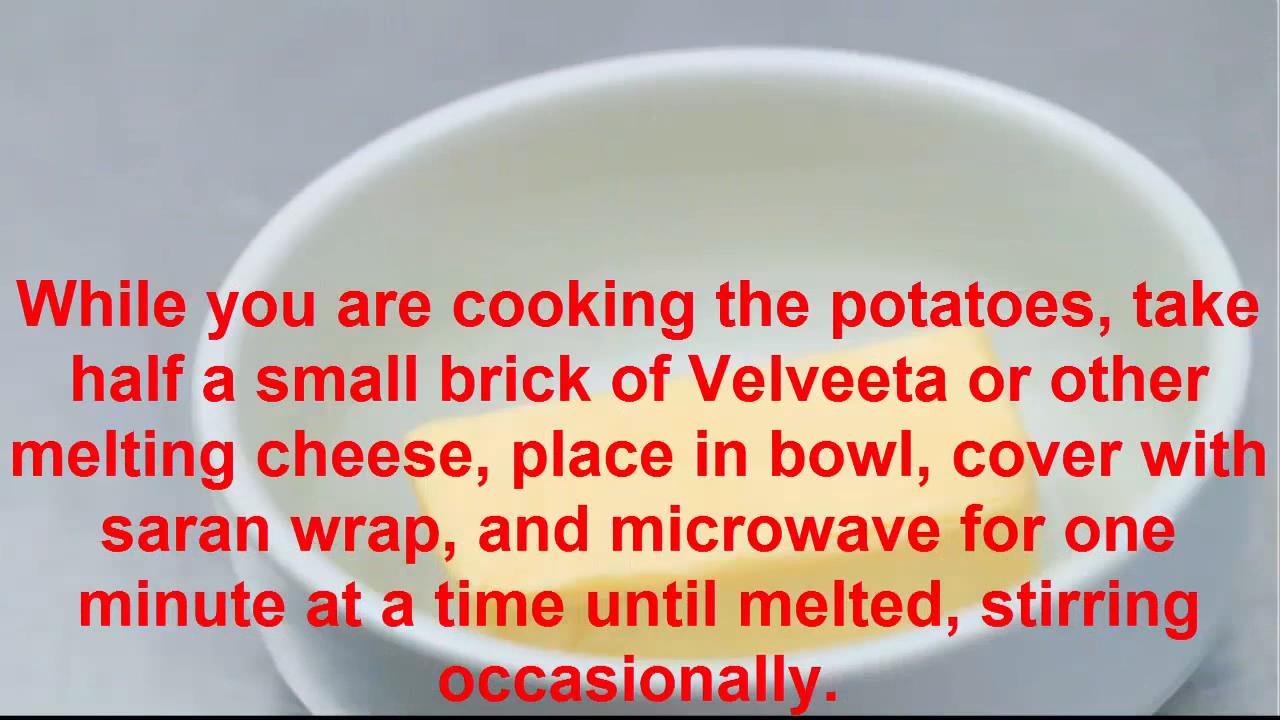 While you are cooking the potatoes, take
half a small brick of Velveeta or other
melting cheese, place in bowl, cover with
saran wrap, and microwave for one
minute at a time until melted, stirring
occasionally.